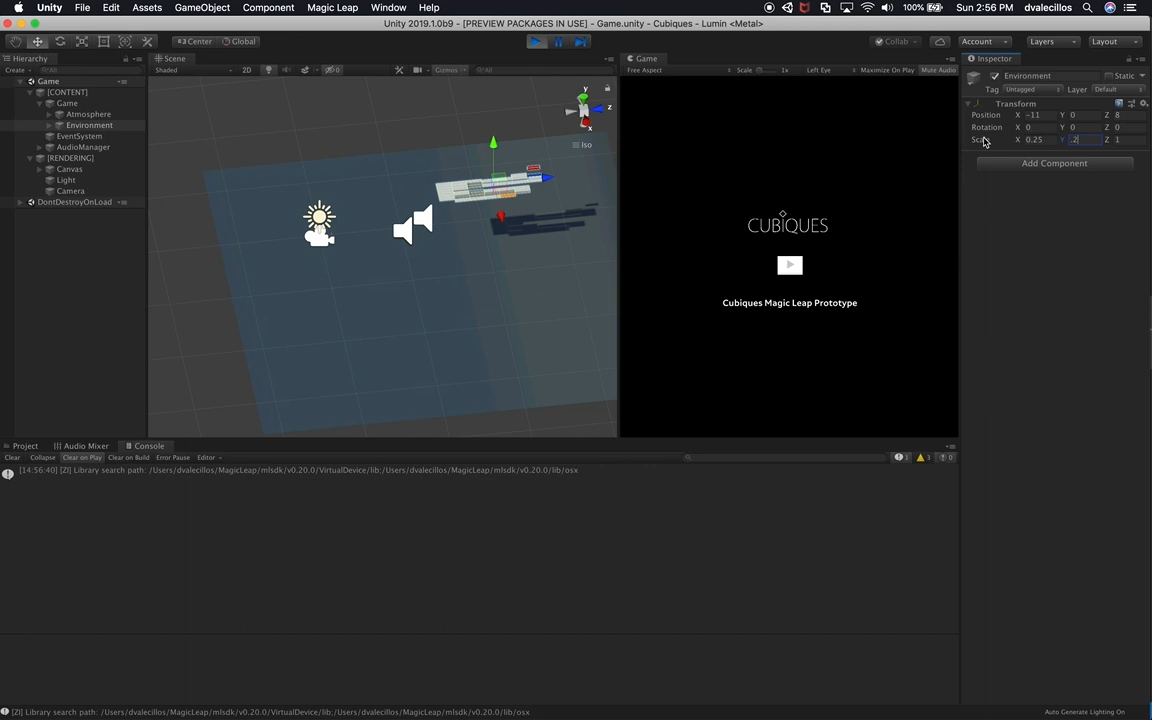 Unity File Edit Assets GameObject Component Magic Leap Window Help 100% Sun 2:56 PM dvalecillos
Unity 2019.1.0b9 - [PREVIEW PACKAGES IN USE] - Game.unity - Cubiques - Lumin <Metal>
Center Global Collab Account Layers Layout
Hierarchy Scene Game Inspector
Create All Shaded 2D Gizmos All Free Aspect Scale 1x Left Eye Maximize On Play Mute Audio
Environment Static
Tag Untagged Layer Default
Game
[CONTENT]
Game
Atmosphere
Environment
EventSystem
AudioManager
[RENDERING]
Canvas
Light
Camera
DontDestroyOnLoad
y
z
x
Iso
CUBIQUES
Cubiques Magic Leap Prototype
Transform
Position X -11 Y 0 Z 8
Rotation X 0 Y 0 Z 0
Scale X 0.25 Y .2 Z 1
Add Component
Project Audio Mixer Console
Clear Collapse Clear on Play Clear on Build Error Pause Editor 1 3 0
[14:56:40] [ZI] Library search path: /Users/dvalecillos/MagicLeap/mlsdk/v0.20.0/VirtualDevice/lib;/Users/dvalecillos/MagicLeap/mlsdk/v0.20.0/lib/osx
[ZI] Library search path: /Users/dvalecillos/MagicLeap/mlsdk/v0.20.0/VirtualDevice/lib;/Users/dvalecillos/MagicLeap/mlsdk/v0.20.0/lib/osx
Auto Generate Lighting On